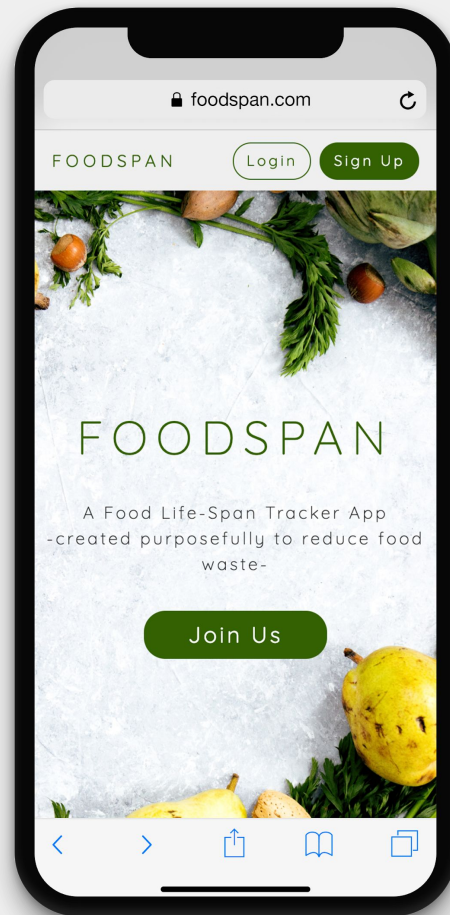 foodspan.com
FOODSPAN Login Sign Up
FOODSPAN
A Food Life-Span Tracker App
-created purposefully to reduce food
waste-
Join Us